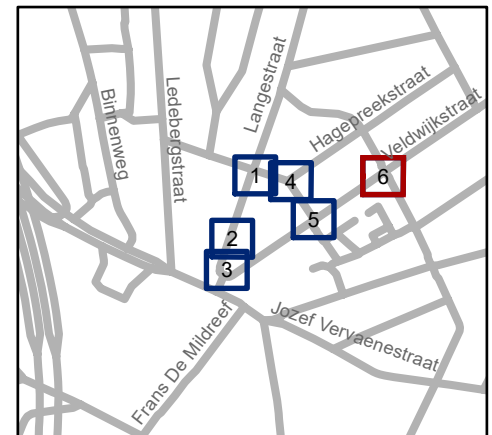 Langestraat
Hagepreekstraat
Veldwijkstraat
Binnenweg
Ledebergstraat
1
4
6
5
2
3
Jozef Vervaenestraat
Frans De Mildreef